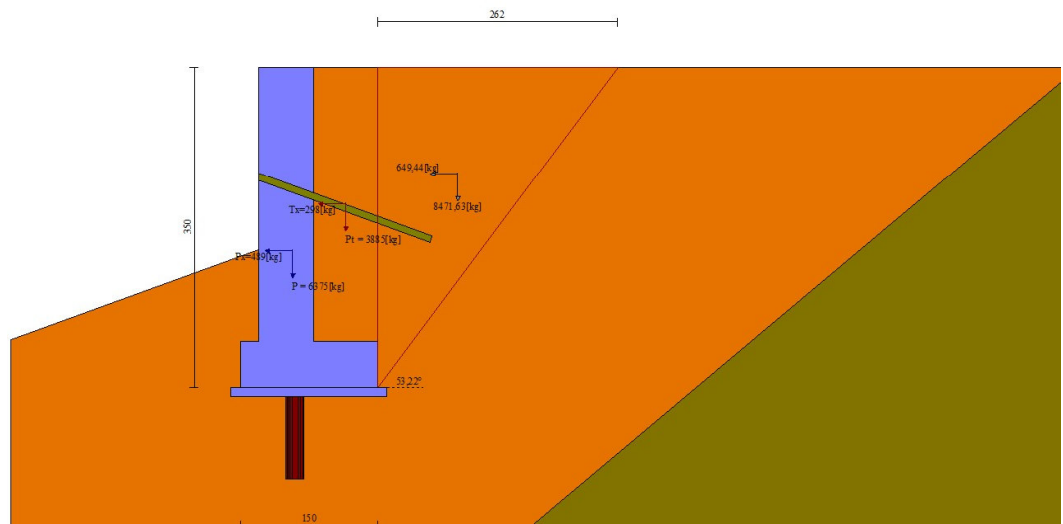 262
350
649,44[kg]
8471,63[kg]
Tx=298[kg]
Pt = 3885[kg]
Px=489[kg]
P = 6375[kg]
53,22°
150